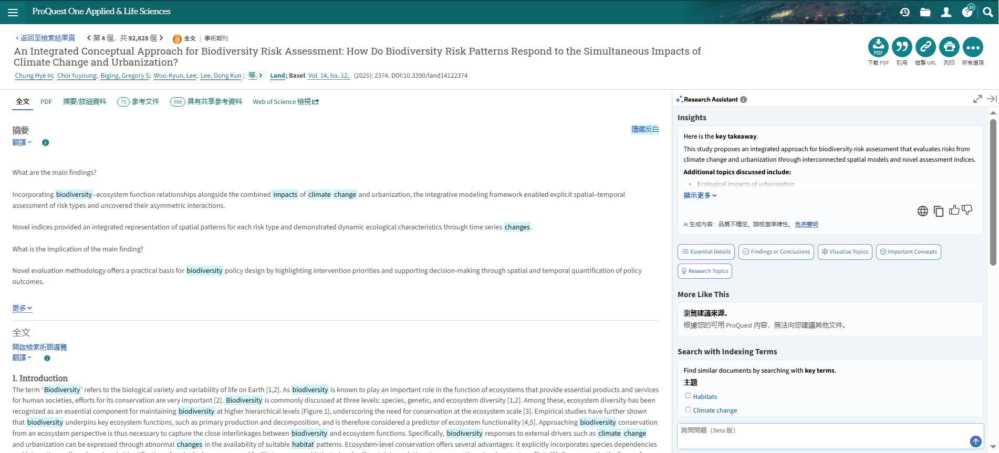 ProQuest One Applied & Life Sciences
14
返回至檢索結果頁
第 4 個，共 92,828 個
全文 | 學術期刊
An Integrated Conceptual Approach for Biodiversity Risk Assessment: How Do Biodiversity Risk Patterns Respond to the Simultaneous Impacts of
Climate Change and Urbanization?
Chung Hye In; Choi Yuyoung; Biging, Gregory S; Woo-Kyun, Lee; Lee, Dong Kun ; 等. Land; Basel Vol. 14, Iss. 12, (2025): 2374. DOI:10.3390/land14122374
PDF
下載 PDF
引用
複製 URL
列印
所有選項
全文
PDF
摘要/詳細資料
75 參考文件
556 具有共享參考資料
Web of Science 檢視
摘要
隱藏反白
翻譯
What are the main findings?
Incorporating biodiversity–ecosystem function relationships alongside the combined impacts of climate change and urbanization, the integrative modeling framework enabled explicit spatial–temporal
assessment of risk types and uncovered their asymmetric interactions.
Novel indices provided an integrated representation of spatial patterns for each risk type and demonstrated dynamic ecological characteristics through time series changes.
What is the implication of the main finding?
Novel evaluation methodology offers a practical basis for biodiversity policy design by highlighting intervention priorities and supporting decision-making through spatial and temporal quantification of policy
outcomes.
更多
全文
開啟檢索術語導覽
翻譯
1. Introduction
The term ‘Biodiversity’ refers to the biological variety and variability of life on Earth [1,2]. As biodiversity is known to play an important role in the function of ecosystems that provide essential products and services
for human societies, efforts for its conservation are very important [2]. Biodiversity is commonly discussed at three levels: species, genetic, and ecosystem diversity [1,2]. Among these, ecosystem diversity has been
recognized as an essential component for maintaining biodiversity at higher hierarchical levels (Figure 1), underscoring the need for conservation at the ecosystem scale [3]. Empirical studies have further shown
that biodiversity underpins key ecosystem functions, such as primary production and decomposition, and is therefore considered a predictor of ecosystem functionality [4,5]. Approaching biodiversity conservation
from an ecosystem perspective is thus necessary to capture the close interlinkages between biodiversity and ecosystem functions. Specifically, biodiversity responses to external drivers such as climate change
and urbanization can be expressed through abnormal changes in the availability of suitable habitat patterns. Ecosystem-level conservation offers several advantages: it explicitly incorporates species dependencies
Research Assistant
Insights
Here is the key takeaway.
This study proposes an integrated approach for biodiversity risk assessment that evaluates risks from
climate change and urbanization through interconnected spatial models and novel assessment indices.
Additional topics discussed include:
• Ecological impacts of urbanization
顯示更多
AI 生成內容：品質不穩定。請核查準確性。 免責聲明
Essential Details
Findings or Conclusions
Visualize Topics
Important Concepts
Research Topics
More Like This
瀏覽建議來源。
根據您的可用 ProQuest 內容，無法向您建議其他文件。
Search with Indexing Terms
Find similar documents by searching with key terms.
主題
Habitats
Climate change
詢問問題（Beta 版）